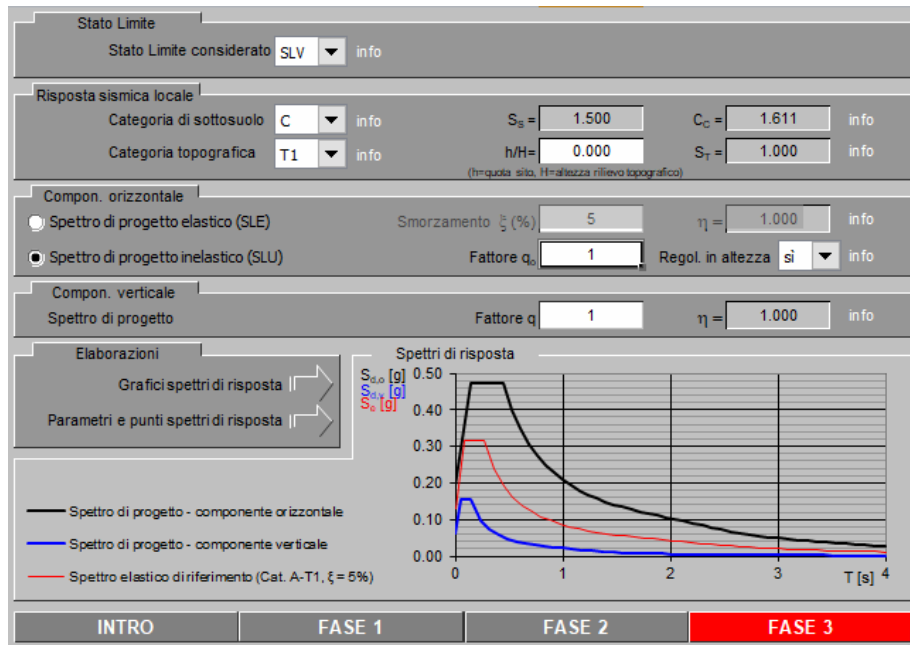 Stato Limite
Stato Limite considerato SLV info
Risposta sismica locale
Categoria di sottosuolo C info S_S = 1.500 C_C = 1.611 info
Categoria topografica T1 info h/H= 0.000 S_T = 1.000 info
(h=quota sito, H=altezza rilievo topografico)
Compon. orizzontale
Spettro di progetto elastico (SLE) Smorzamento ξ (%) 5 η = 1.000 info
Spettro di progetto inelastico (SLU) Fattore q_o 1 Regol. in altezza sì info
Compon. verticale
Spettro di progetto Fattore q 1 η = 1.000 info
Elaborazioni
Grafici spettri di risposta
Parametri e punti spettri di risposta
Spettri di risposta
S_d,o [g]
S_d,v [g]
S_e [g]
0.50
0.40
0.30
0.20
0.10
0.00
0 1 2 3 4
T [s]
Spettro di progetto - componente orizzontale
Spettro di progetto - componente verticale
Spettro elastico di riferimento (Cat. A-T1, ξ = 5%)
INTRO FASE 1 FASE 2 FASE 3